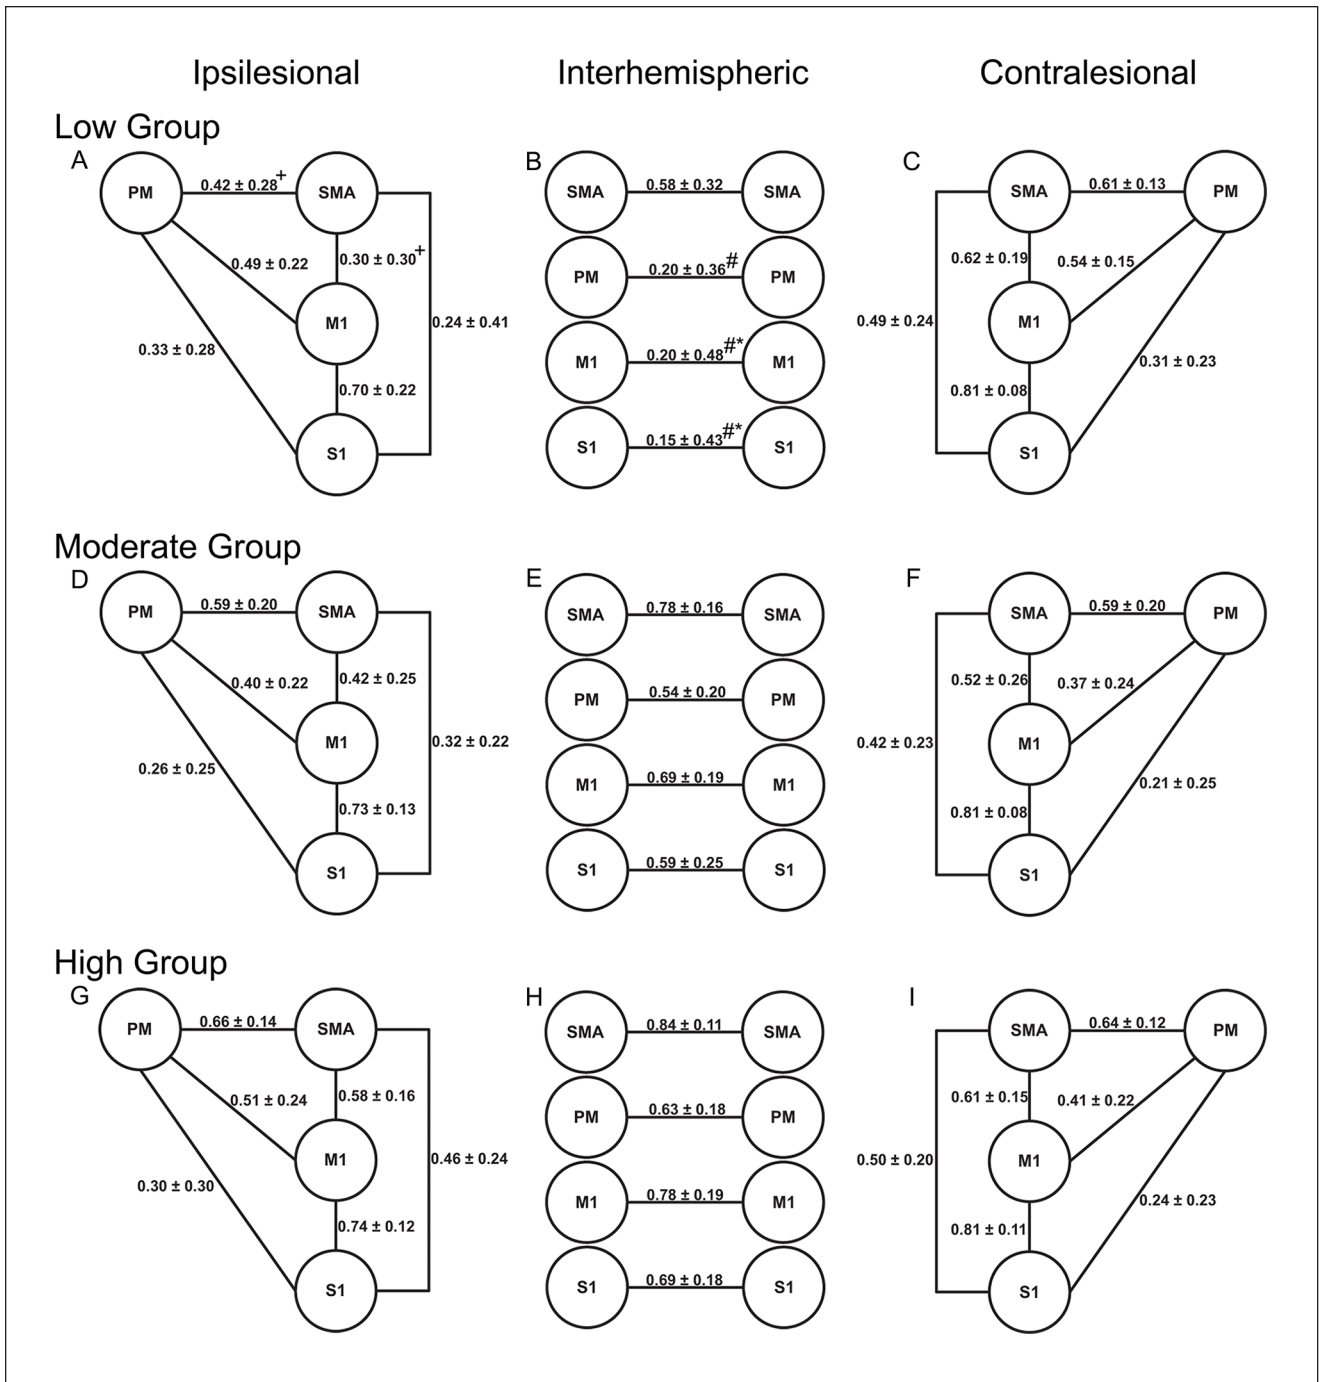 Ipsilesional
Interhemispheric
Contralesional
Low Group
A
PM
0.42 ± 0.28+
SMA
0.49 ± 0.22
0.30 ± 0.30+
M1
0.24 ± 0.41
0.33 ± 0.28
0.70 ± 0.22
S1
B
SMA
0.58 ± 0.32
SMA
PM
0.20 ± 0.36#
PM
M1
0.20 ± 0.48#*
M1
S1
0.15 ± 0.43#*
S1
C
SMA
0.61 ± 0.13
PM
0.62 ± 0.19
0.54 ± 0.15
0.49 ± 0.24
M1
0.31 ± 0.23
0.81 ± 0.08
S1
Moderate Group
D
PM
0.59 ± 0.20
SMA
0.40 ± 0.22
0.42 ± 0.25
M1
0.32 ± 0.22
0.26 ± 0.25
0.73 ± 0.13
S1
E
SMA
0.78 ± 0.16
SMA
PM
0.54 ± 0.20
PM
M1
0.69 ± 0.19
M1
S1
0.59 ± 0.25
S1
F
SMA
0.59 ± 0.20
PM
0.52 ± 0.26
0.37 ± 0.24
0.42 ± 0.23
M1
0.21 ± 0.25
0.81 ± 0.08
S1
High Group
G
PM
0.66 ± 0.14
SMA
0.51 ± 0.24
0.58 ± 0.16
M1
0.46 ± 0.24
0.30 ± 0.30
0.74 ± 0.12
S1
H
SMA
0.84 ± 0.11
SMA
PM
0.63 ± 0.18
PM
M1
0.78 ± 0.19
M1
S1
0.69 ± 0.18
S1
I
SMA
0.64 ± 0.12
PM
0.61 ± 0.15
0.41 ± 0.22
0.50 ± 0.20
M1
0.24 ± 0.23
0.81 ± 0.11
S1